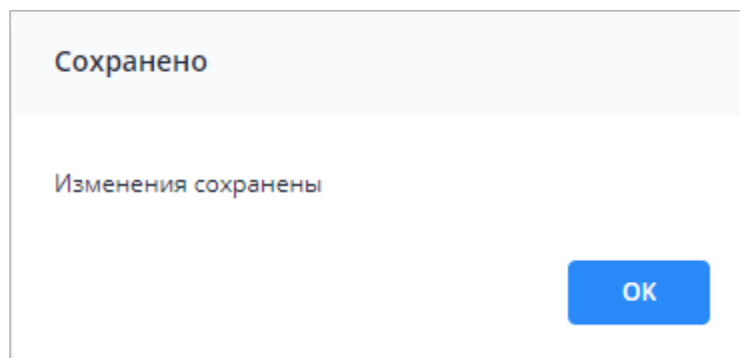 Сохранено
Изменения сохранены
OK